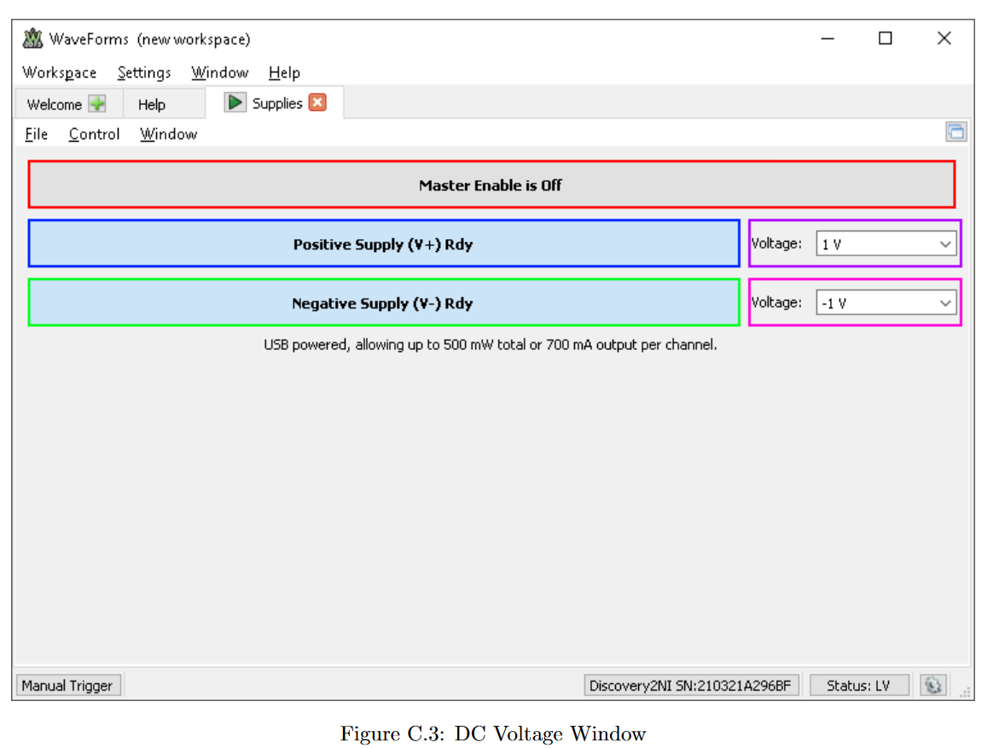 WaveForms (new workspace)
Workspace Settings Window Help
Welcome Help Supplies
File Control Window
Master Enable is Off
Positive Supply (V+) Rdy Voltage: 1 V
Negative Supply (V-) Rdy Voltage: -1 V
USB powered, allowing up to 500 mW total or 700 mA output per channel.
Manual Trigger Discovery2NI SN:210321A296BF Status: LV
Figure C.3: DC Voltage Window